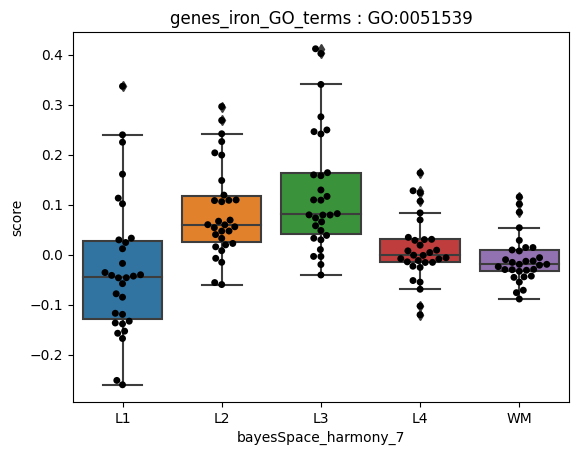 genes_iron_GO_terms : GO:0051539
0.4
0.3
0.2
0.1
0.0
−0.1
−0.2
score
L1 L2 L3 L4 WM
bayesSpace_harmony_7